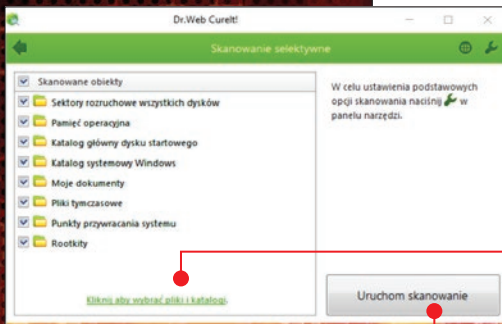 Dr.Web CureIt!
Skanowanie selektywne
Skanowane obiekty
Sektory rozruchowe wszystkich dysków
Pamięć operacyjna
Katalog główny dysku startowego
Katalog systemowy Windows
Moje dokumenty
Pliki tymczasowe
Punkty przywracania systemu
Rootkity
Kliknij aby wybrać pliki i katalogi.
W celu ustawienia podstawowych
opcji skanowania naciśnij w
panelu narzędzi.
Uruchom skanowanie